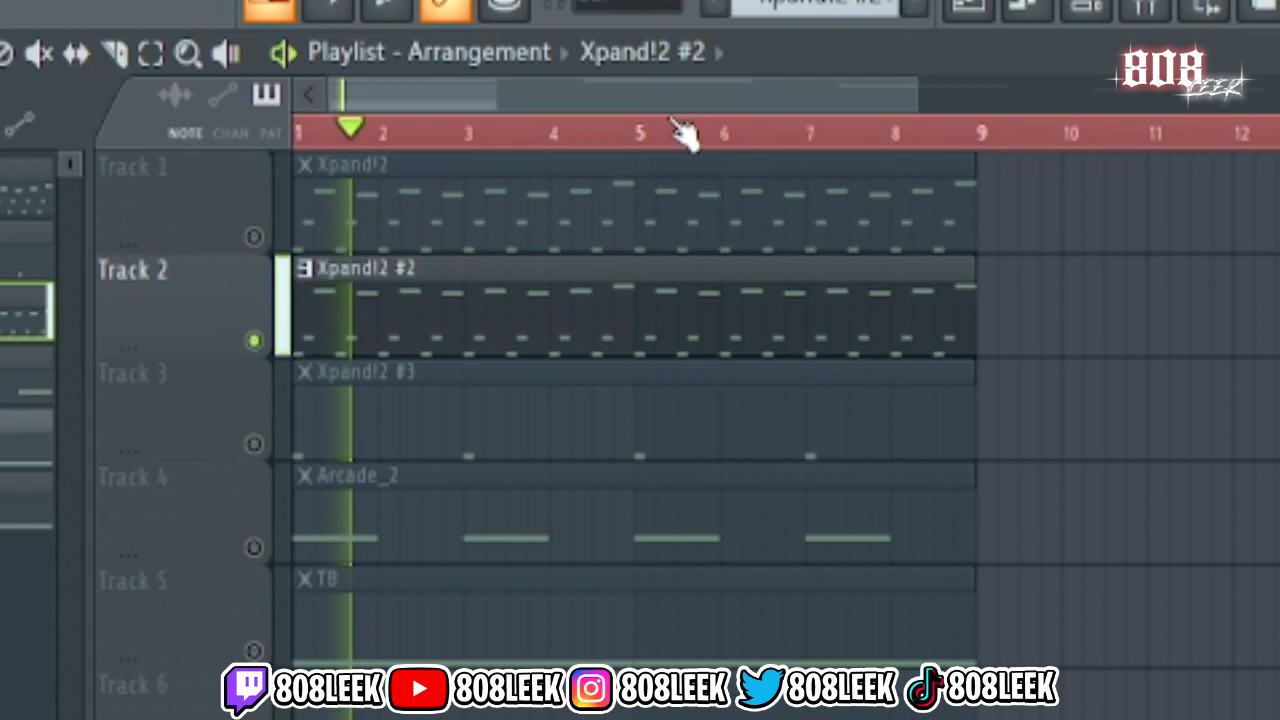 Playlist - Arrangement › Xpand!2 #2 ›
808
LEEK
NOTE CHAN PAT
1 2 3 4 5 6 7 8 9 10 11 12
Track 1
Xpand!2
Track 2
Xpand!2 #2
Track 3
Xpand!2 #3
Track 4
Arcade_2
Track 5
T8
Track 6
808LEEK 808LEEK 808LEEK 808LEEK 808LEEK